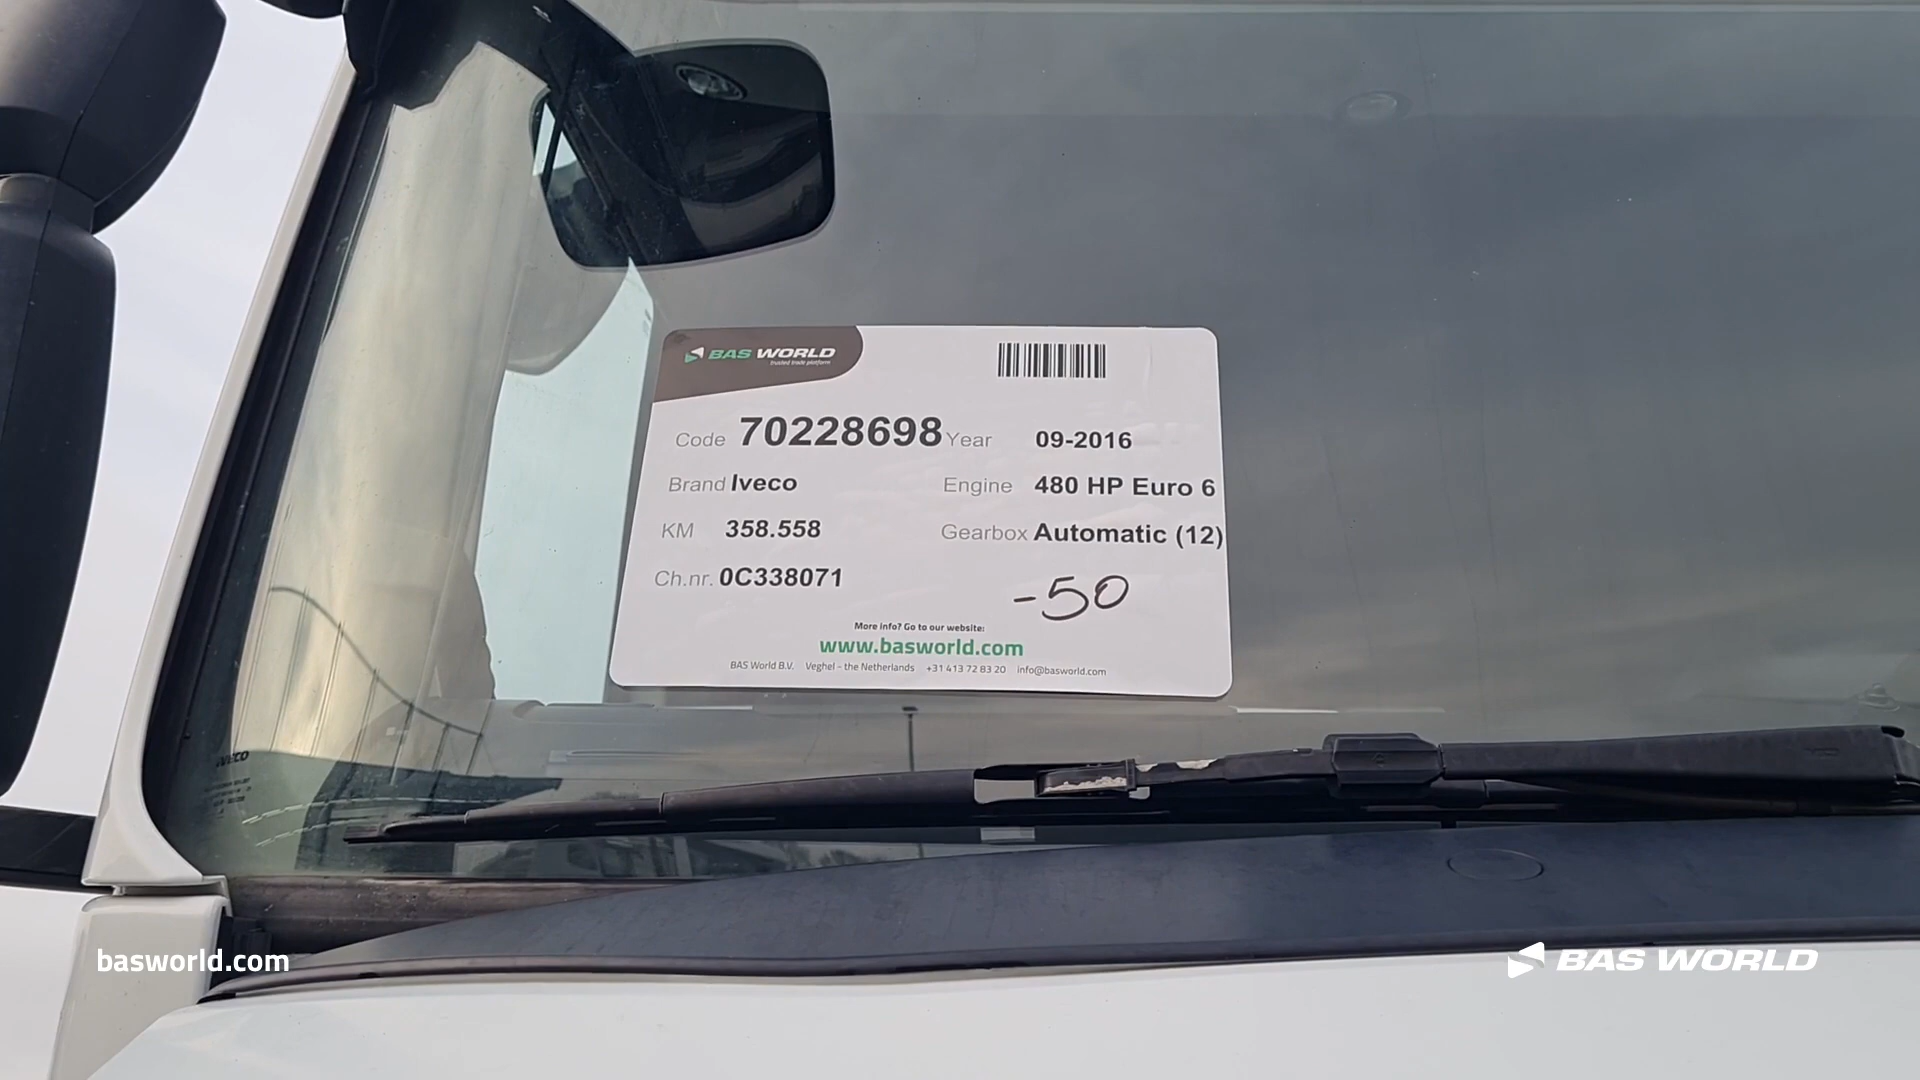 BAS WORLD
trusted trade platform
Code 70228698 Year 09-2016
Brand Iveco Engine 480 HP Euro 6
KM 358.558 Gearbox Automatic (12)
Ch.nr. 0C338071
-50
More info? Go to our website:
www.basworld.com
BAS World B.V. Veghel - the Netherlands +31 413 72 83 20 info@basworld.com
IVECO
basworld.com
BAS WORLD